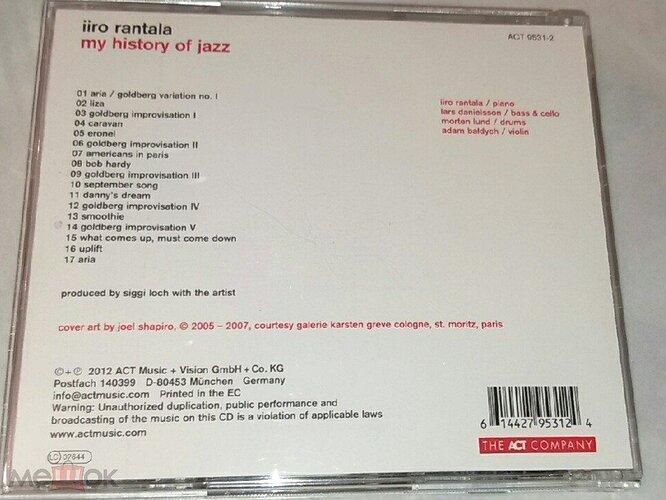 iiro rantala
my history of jazz
ACT 9531-2
01 aria / goldberg variation no. I
02 liza
03 goldberg improvisation I
04 caravan
05 eronel
06 goldberg improvisation II
07 americans in paris
08 bob hardy
09 goldberg improvisation III
10 september song
11 danny's dream
12 goldberg improvisation IV
13 smoothie
14 goldberg improvisation V
15 what comes up, must come down
16 uplift
17 aria
iiro rantala / piano
lars danielsson / bass & cello
morten lund / drums
adam bałdych / violin
produced by siggi loch with the artist
cover art by joel shapiro, © 2005 – 2007, courtesy galerie karsten greve cologne, st. moritz, paris
©+℗ 2012 ACT Music + Vision GmbH + Co. KG
Postfach 140399 D-80453 München Germany
info@actmusic.com Printed in the EC
Warning: Unauthorized duplication, public performance and
broadcasting of the music on this CD is a violation of applicable laws
www.actmusic.com
6 14427 95312 4
THE ACT COMPANY
LC 07644
мешок